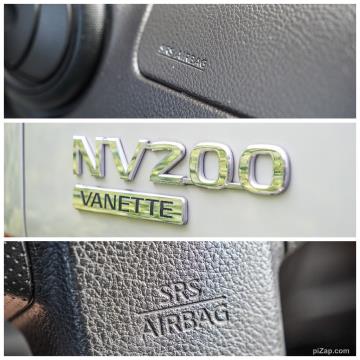 SRS AIRBAG
NV200
VANETTE
SRS
AIRBAG
piZap.com